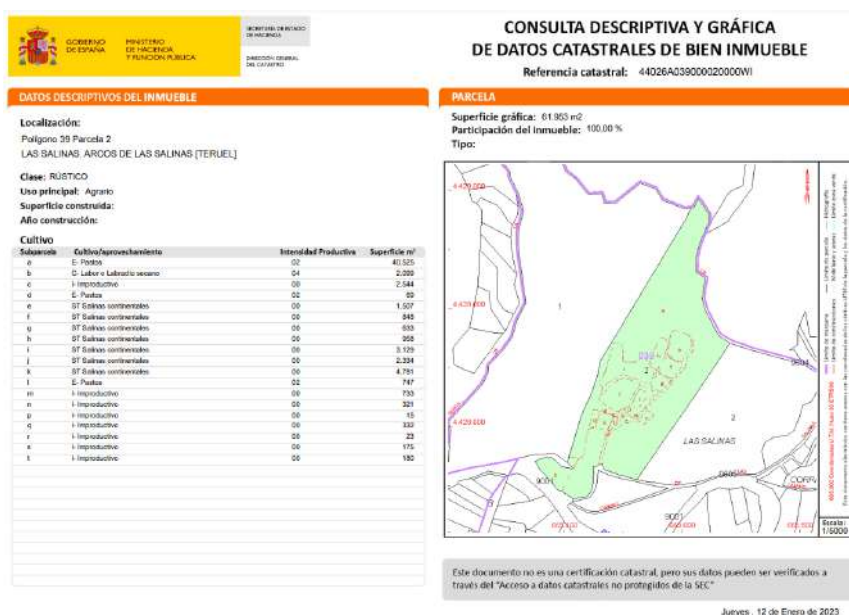 GOBIERNO
DE ESPAÑA
MINISTERIO
DE HACIENDA
Y FUNCIÓN PÚBLICA
SECRETARÍA DE ESTADO
DE HACIENDA
DIRECCIÓN GENERAL
DEL CATASTRO
CONSULTA DESCRIPTIVA Y GRÁFICA
DE DATOS CATASTRALES DE BIEN INMUEBLE
Referencia catastral: 44026A039000020000WI
DATOS DESCRIPTIVOS DEL INMUEBLE
Localización:
Polígono 39 Parcela 2
LAS SALINAS. ARCOS DE LAS SALINAS [TERUEL]
Clase: RÚSTICO
Uso principal: Agrario
Superficie construida:
Año construcción:
Cultivo
Subparcela Cultivo/aprovechamiento Intensidad Productiva Superficie m²
a E- Pastos 02 40.525
b C- Labor o Labradío secano 04 2.099
c I- Improductivo 00 2.544
d E- Pastos 02 69
e ST Salinas continentales 00 1.507
f ST Salinas continentales 00 848
g ST Salinas continentales 00 633
h ST Salinas continentales 00 958
i ST Salinas continentales 00 3.129
j ST Salinas continentales 00 2.334
k ST Salinas continentales 00 4.781
l E- Pastos 02 747
m I- Improductivo 00 733
n I- Improductivo 00 321
p I- Improductivo 00 15
q I- Improductivo 00 332
r I- Improductivo 00 23
s I- Improductivo 00 175
t I- Improductivo 00 180
PARCELA
Superficie gráfica: 61.953 m2
Participación del inmueble: 100,00 %
Tipo:
1
2
2
LAS SALINAS
9001
9001
Escala:
1/5000
Este documento no es una certificación catastral, pero sus datos pueden ser verificados a
través del "Acceso a datos catastrales no protegidos de la SEC"
Jueves , 12 de Enero de 2023